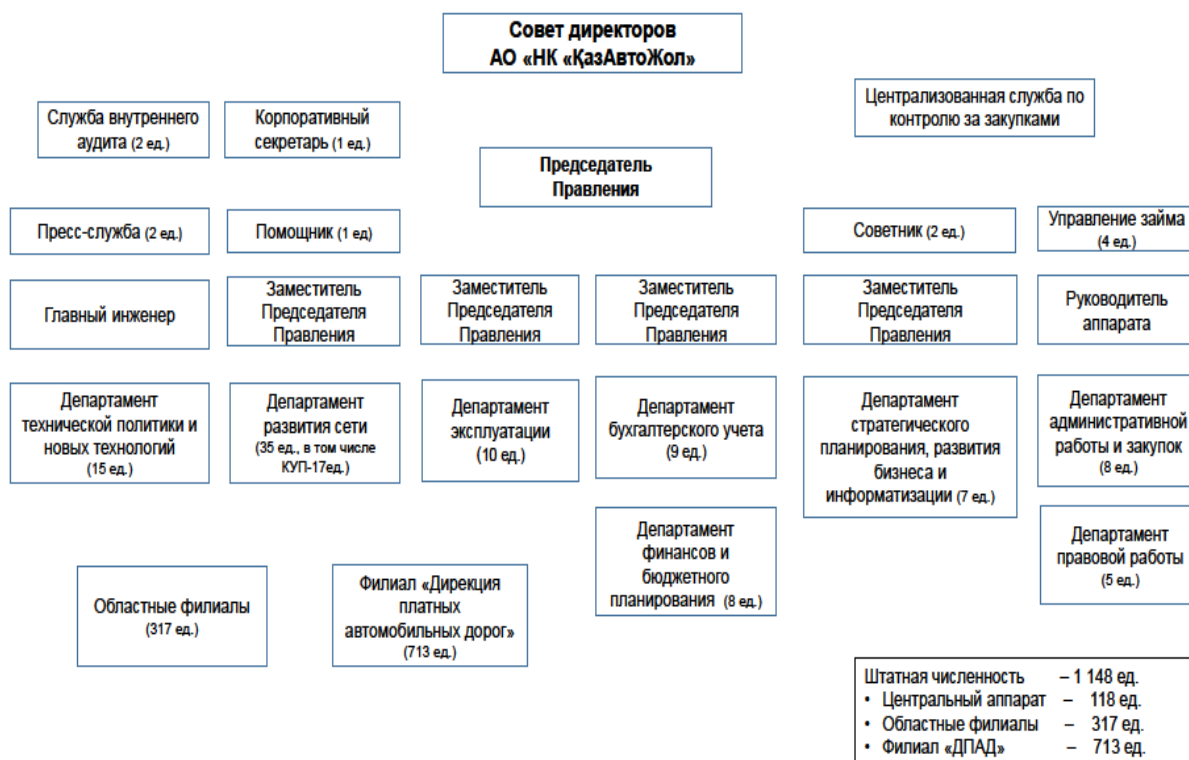 Совет директоров
АО «НК «ҚазАвтоЖол»
Служба внутреннего
аудита (2 ед.)
Корпоративный
секретарь (1 ед.)
Централизованная служба по
контролю за закупками
Председатель
Правления
Пресс-служба (2 ед.)
Помощник (1 ед)
Советник (2 ед.)
Управление займа
(4 ед.)
Главный инженер
Заместитель
Председателя
Правления
Заместитель
Председателя
Правления
Заместитель
Председателя
Правления
Заместитель
Председателя
Правления
Руководитель
аппарата
Департамент
технической политики и
новых технологий
(15 ед.)
Департамент
развития сети
(35 ед., в том числе
КУП-17ед.)
Департамент
эксплуатации
(10 ед.)
Департамент
бухгалтерского учета
(9 ед.)
Департамент
стратегического
планирования, развития
бизнеса и
информатизации (7 ед.)
Департамент
административной
работы и закупок
(8 ед.)
Департамент
финансов и
бюджетного
планирования (8 ед.)
Департамент
правовой работы
(5 ед.)
Областные филиалы
(317 ед.)
Филиал «Дирекция
платных
автомобильных дорог»
(713 ед.)
Штатная численность – 1 148 ед.
• Центральный аппарат – 118 ед.
• Областные филиалы – 317 ед.
• Филиал «ДПАД» – 713 ед.